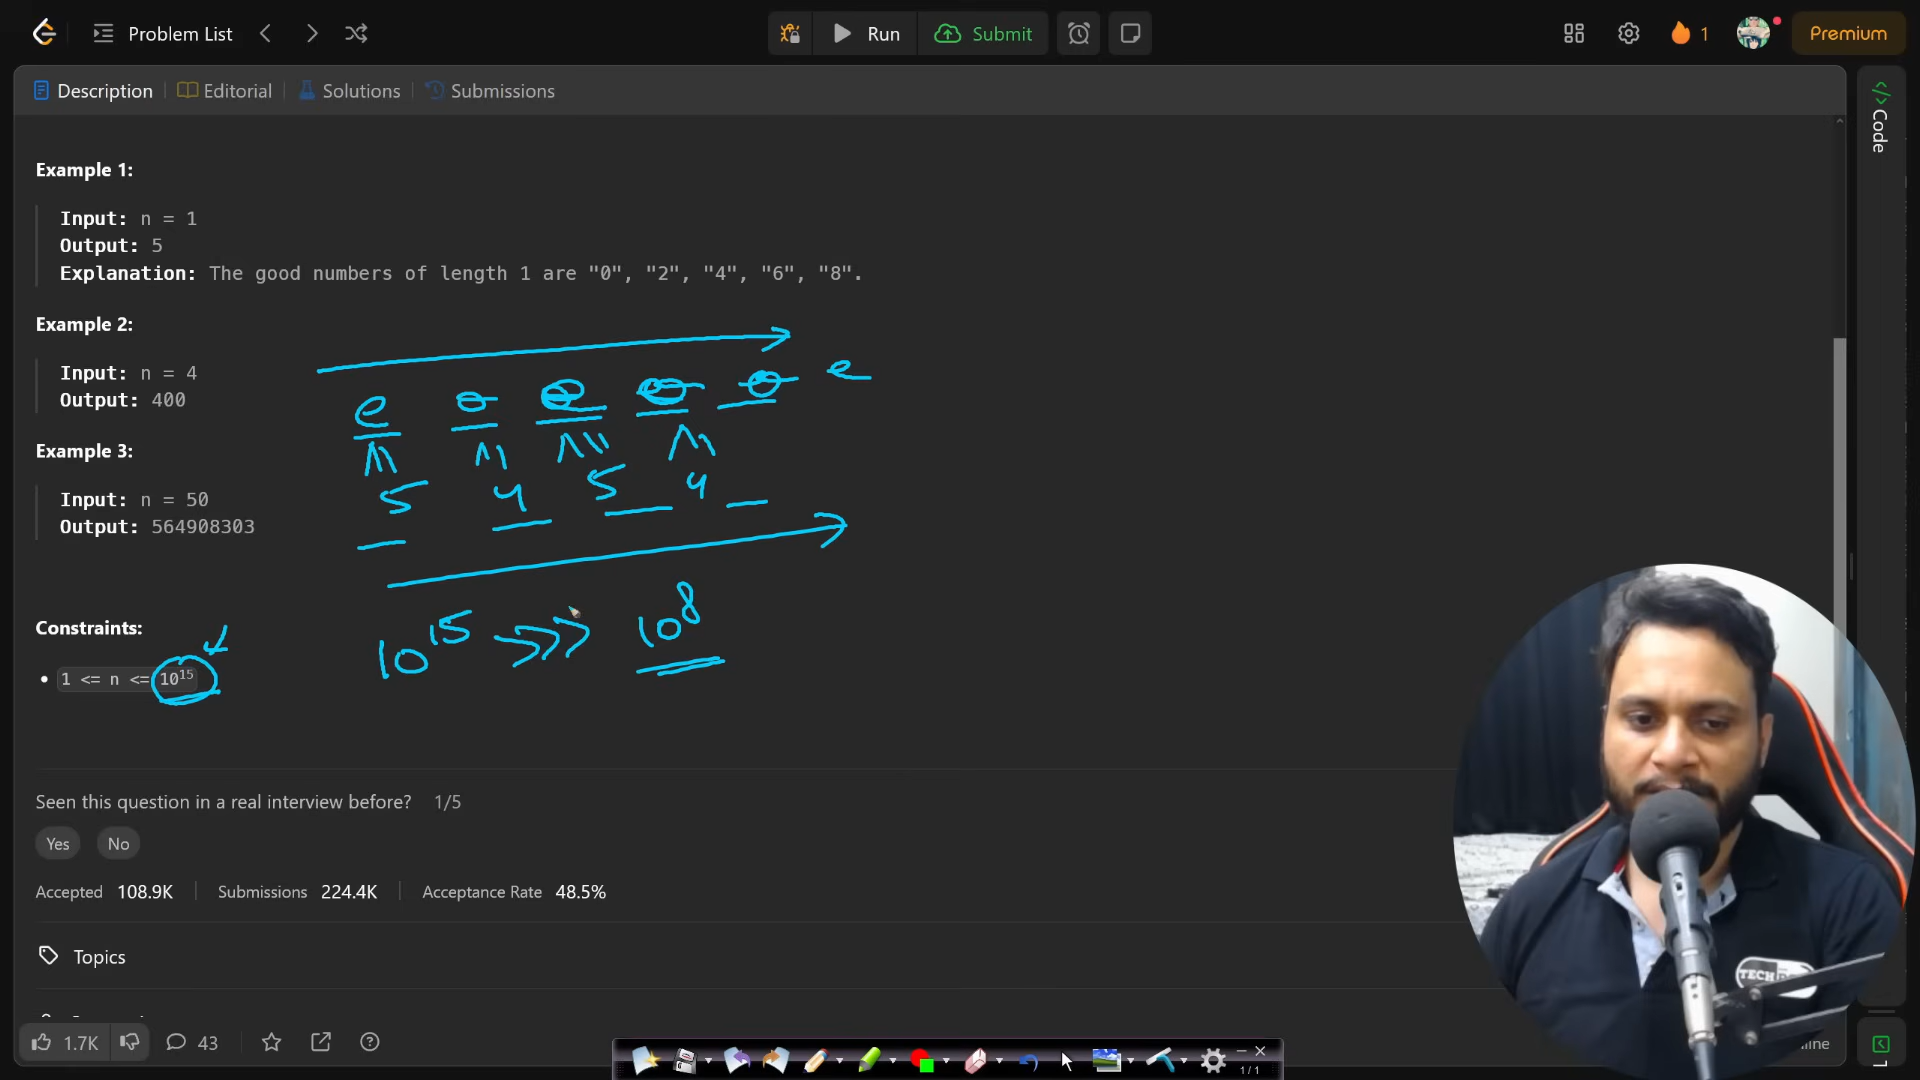 Problem List
Run
Submit
1
Premium
Description
Editorial
Solutions
Submissions
Code
Example 1:
Input: n = 1
Output: 5
Explanation: The good numbers of length 1 are "0", "2", "4", "6", "8".
Example 2:
Input: n = 4
Output: 400
e o e o o e
5 4 5 4
Example 3:
Input: n = 50
Output: 564908303
10^15 >>> 10^8
Constraints:
1 <= n <= 10^15
Seen this question in a real interview before? 1/5
Yes No
Accepted 108.9K Submissions 224.4K Acceptance Rate 48.5%
Topics
1.7K 43
TECH
1 / 1